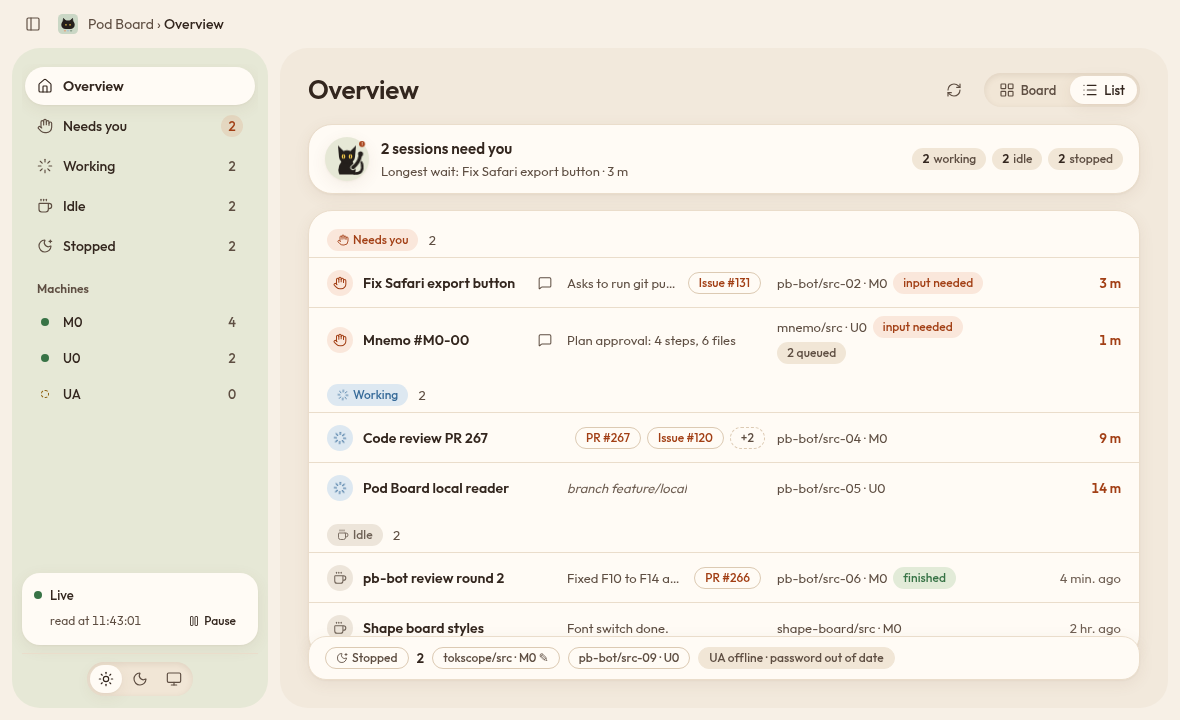 Pod Board › Overview
Overview
Needs you 2
Working 2
Idle 2
Stopped 2
Machines
M0 4
U0 2
UA 0
Live
read at 11:43:01 Pause
Overview
Board List
2 sessions need you
Longest wait: Fix Safari export button · 3 m
2 working 2 idle 2 stopped
Needs you 2
Fix Safari export button Asks to run git pu... Issue #131 pb-bot/src-02 · M0 input needed 3 m
Mnemo #M0-00 Plan approval: 4 steps, 6 files mnemo/src · U0 input needed 1 m
2 queued
Working 2
Code review PR 267 PR #267 Issue #120 +2 pb-bot/src-04 · M0 9 m
Pod Board local reader branch feature/local pb-bot/src-05 · U0 14 m
Idle 2
pb-bot review round 2 Fixed F10 to F14 a... PR #266 pb-bot/src-06 · M0 finished 4 min. ago
Shape board styles Font switch done. shape-board/src · M0 2 hr. ago
Stopped 2 tokscope/src · M0 ✎ pb-bot/src-09 · U0 UA offline · password out of date